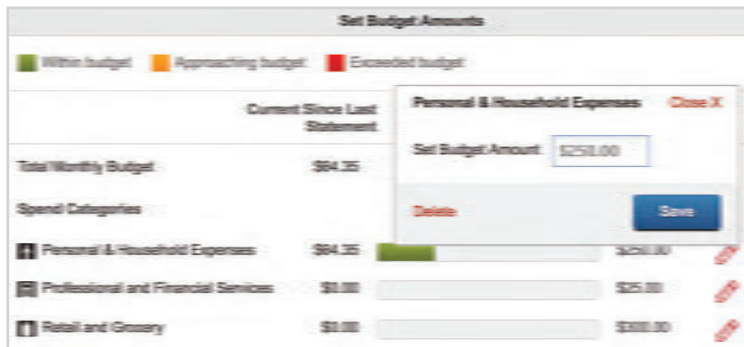 Set Budget Amounts
Within budget Approaching budget Exceeded budget
Current Since Last
Statement
Personal & Household Expenses Close X
Set Budget Amount $250.00
Delete Save
Total Monthly Budget $64.35
Spend Categories
Personal & Household Expenses $64.35 $250.00
Professional and Financial Services $0.00 $25.00
Retail and Grocery $0.00 $300.00